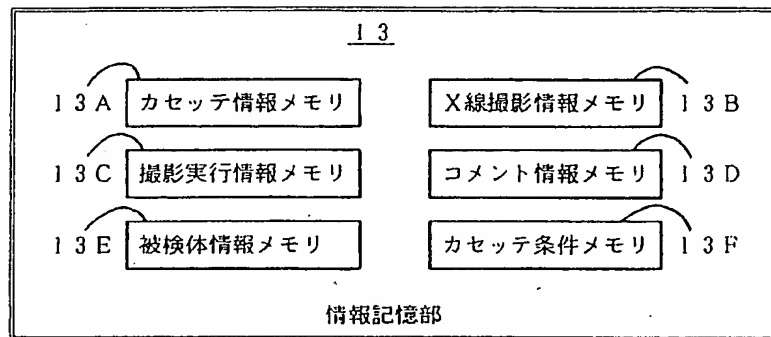 13
13A カセッテ情報メモリ X線撮影情報メモリ 13B
13C 撮影実行情報メモリ コメント情報メモリ 13D
13E 被検体情報メモリ カセッテ条件メモリ 13F
情報記憶部